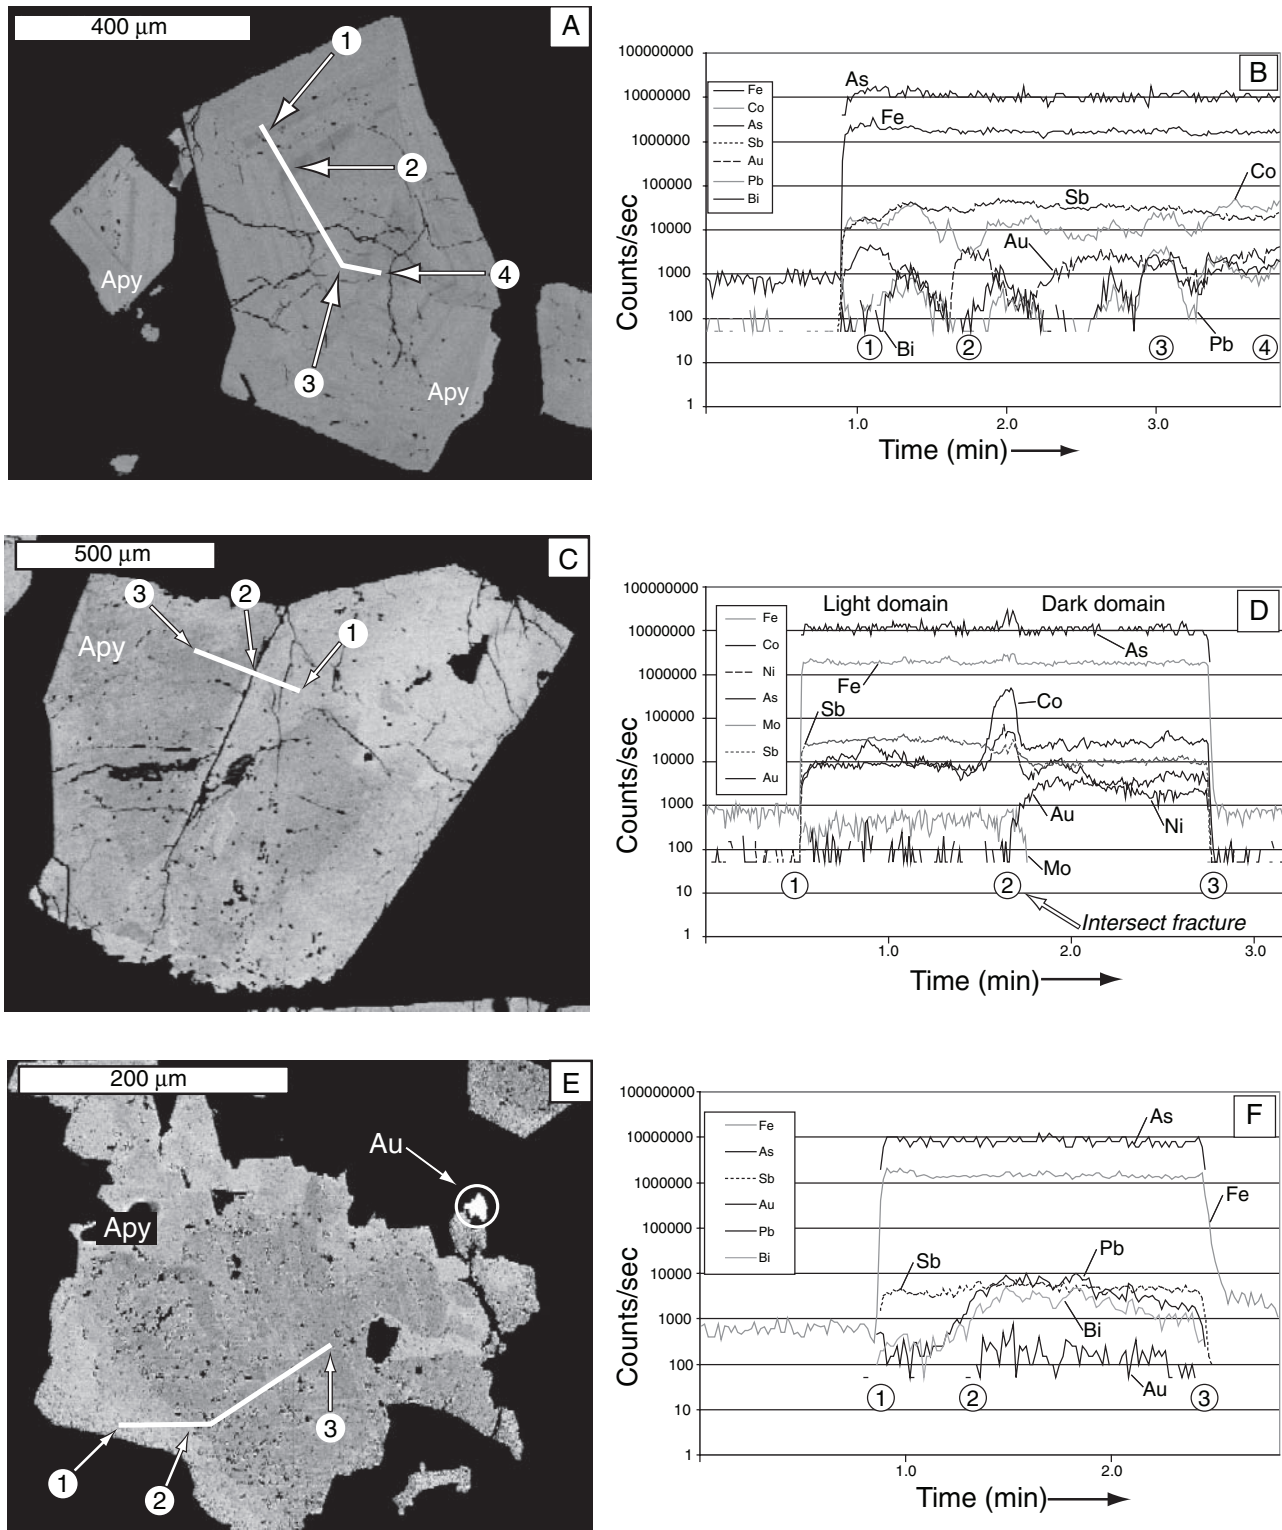 400 μm
A
1
2
Apy
4
3
Apy
B
100000000
10000000
1000000
100000
10000
1000
100
10
1
Counts/sec
Fe
Co
As
Sb
Au
Pb
Bi
As
Fe
Co
Sb
Au
Bi
Pb
1
2
3
4
1.0
2.0
3.0
Time (min)
500 μm
C
3
2
1
Apy
D
100000000
10000000
1000000
100000
10000
1000
100
10
1
Counts/sec
Fe
Co
Ni
As
Mo
Sb
Au
Light domain
Dark domain
As
Fe
Sb
Co
Au
Ni
Mo
1
2
3
Intersect fracture
1.0
2.0
3.0
Time (min)
200 μm
E
Au
Apy
3
1
2
F
100000000
10000000
1000000
100000
10000
1000
100
10
1
Counts/sec
Fe
As
Sb
Au
Pb
Bi
As
Fe
Sb
Pb
Bi
Au
1
2
3
1.0
2.0
Time (min)